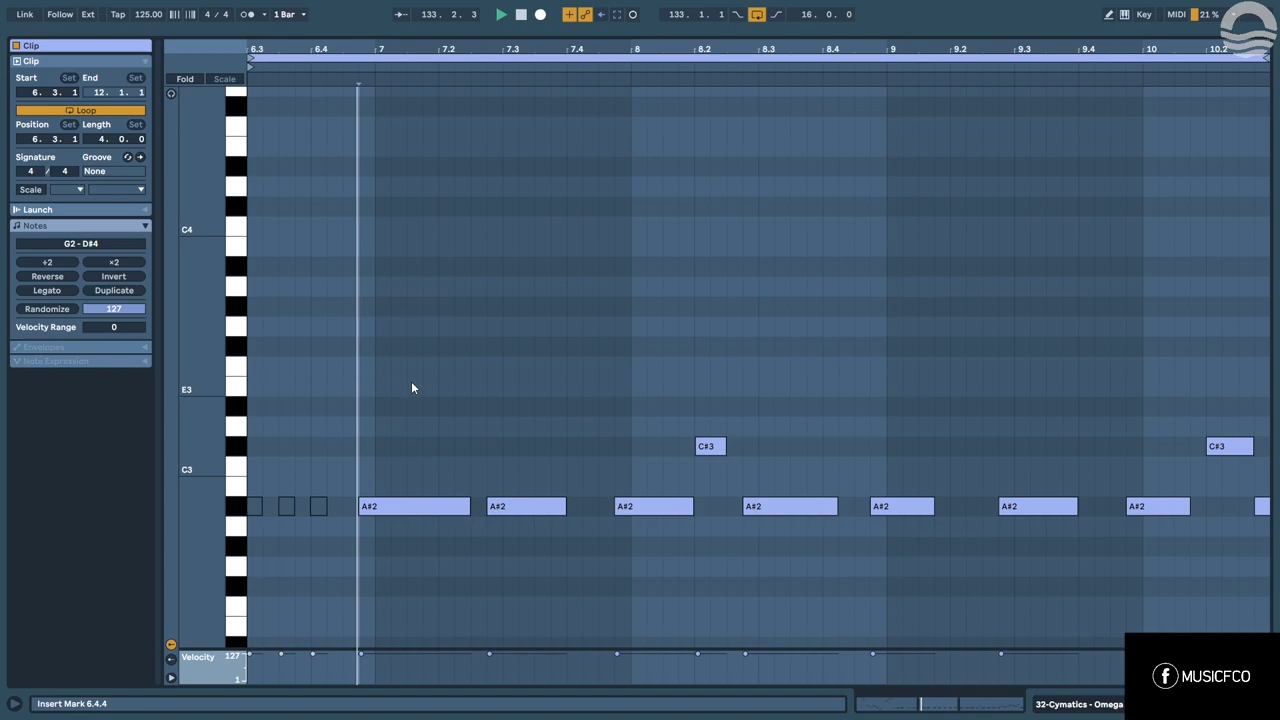 Link Follow Ext Tap 125.00 4 / 4 1 Bar 133. 2. 3 133. 1. 1 16. 0. 0 Key MIDI 21 %
Clip
Clip
Start Set End Set
6. 3. 1 12. 1. 1
Loop
Position Set Length Set
6. 3. 1 4. 0. 0
Signature Groove
4 / 4 None
Scale
Launch
Notes
G2 - D#4
÷2 ×2
Reverse Invert
Legato Duplicate
Randomize 127
Velocity Range 0
Envelopes
Note Expression
6.3 6.4 7 7.2 7.3 7.4 8 8.2 8.3 8.4 9 9.2 9.3 9.4 10 10.2
Fold Scale
C4
E3
C#3 C#3
C3
A#2 A#2 A#2 A#2 A#2 A#2 A#2
Velocity 127
1
MUSICFCO
Insert Mark 6.4.4
32-Cymatics - Omega